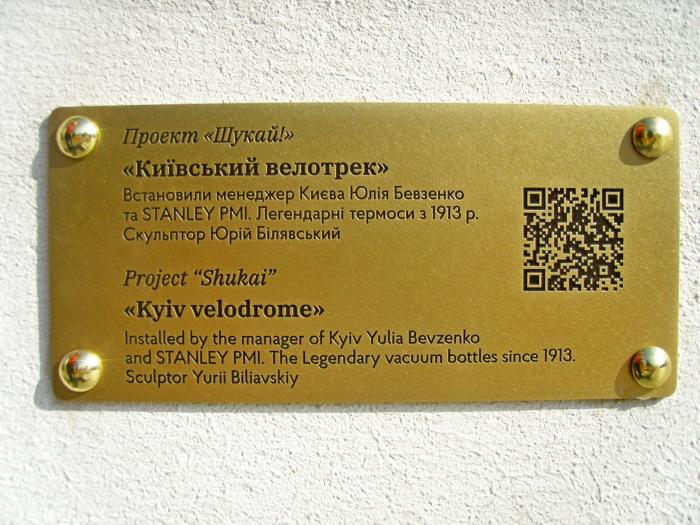 Проект «Шукай!»
«Київський велотрек»
Встановили менеджер Києва Юлія Бевзенко
та STANLEY PMI. Легендарні термоси з 1913 р.
Скульптор Юрій Білявський
Project “Shukai”
«Kyiv velodrome»
Installed by the manager of Kyiv Yulia Bevzenko
and STANLEY PMI. The Legendary vacuum bottles since 1913.
Sculptor Yurii Biliavskiy